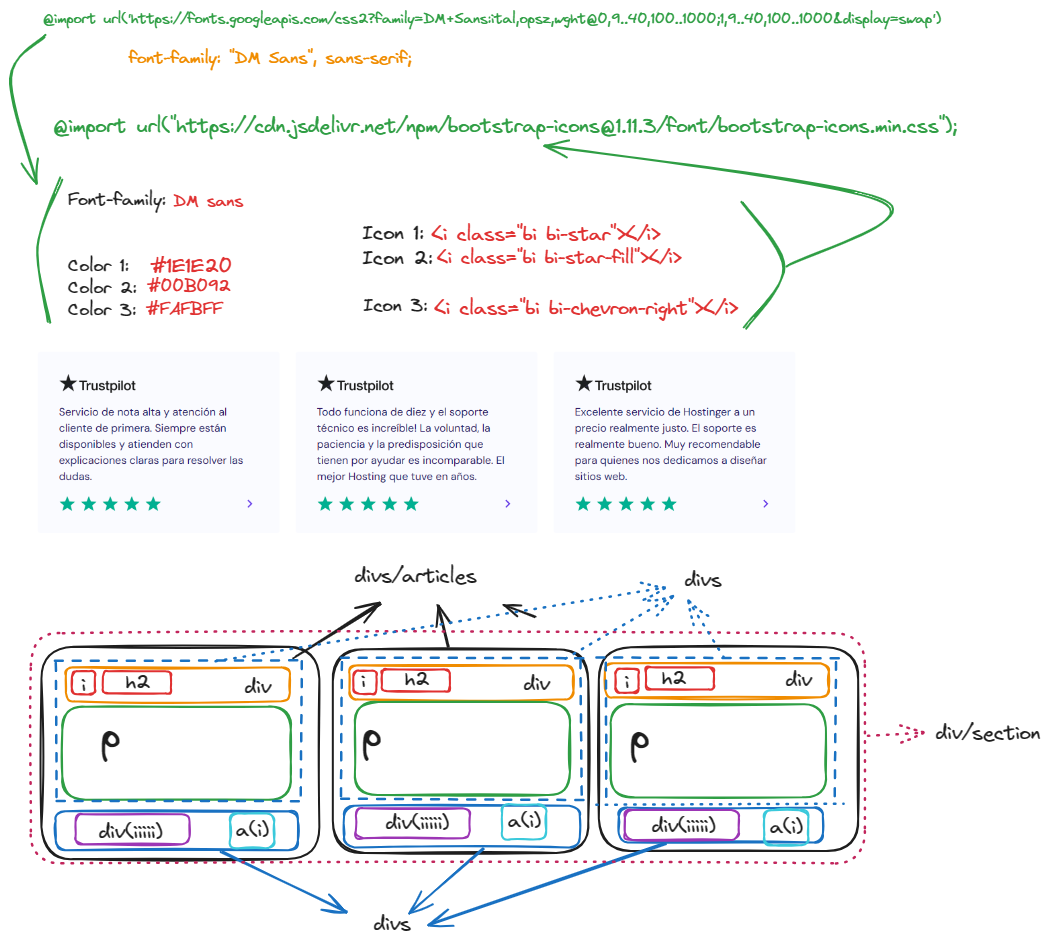 @import url('https://fonts.googleapis.com/css2?family=DM+Sans:ital,opsz,wght@0,9..40,100..1000;1,9..40,100..1000&display=swap')
font-family: "DM Sans", sans-serif;
@import url("https://cdn.jsdelivr.net/npm/bootstrap-icons@1.11.3/font/bootstrap-icons.min.css");
Font-family: DM sans
Color 1: #1E1E20
Color 2: #00B092
Color 3: #FAFBFF
Icon 1: <i class="bi bi-star"></i>
Icon 2: <i class="bi bi-star-fill"></i>
Icon 3: <i class="bi bi-chevron-right"></i>
Trustpilot
Servicio de nota alta y atención al
cliente de primera. Siempre están
disponibles y atienden con
explicaciones claras para resolver las
dudas.
Trustpilot
Todo funciona de diez y el soporte
técnico es increíble! La voluntad, la
paciencia y la predisposición que
tienen por ayudar es incomparable. El
mejor Hosting que tuve en años.
Trustpilot
Excelente servicio de Hostinger a un
precio realmente justo. El soporte es
realmente bueno. Muy recomendable
para quienes nos dedicamos a diseñar
sitios web.
divs/articles
divs
i h2 div
p
div(iiiii) a(i)
i h2 div
p
div(iiiii) a(i)
i h2 div
p
div(iiiii) a(i)
div/section
divs